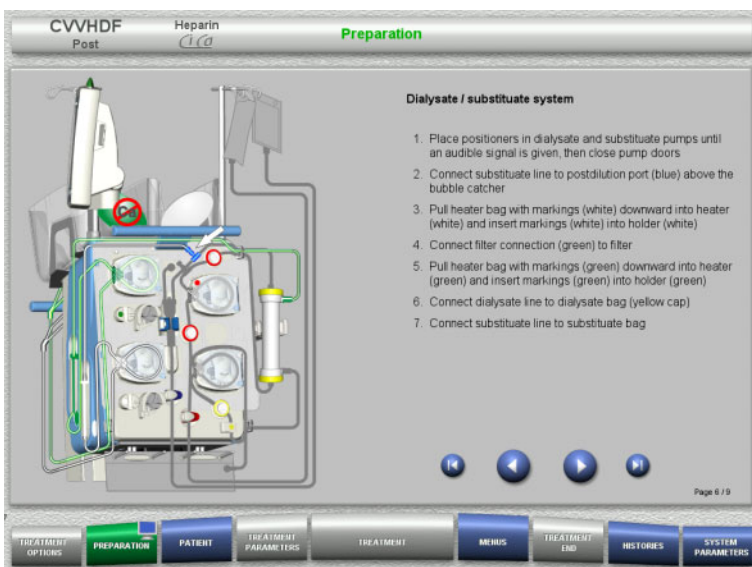 CVVHDF
Post
Heparin
Ci Ca
Preparation
Dialysate / substituate system
1. Place positioners in dialysate and substituate pumps until
an audible signal is given, then close pump doors
2. Connect substituate line to postdilution port (blue) above the
bubble catcher
3. Pull heater bag with markings (white) downward into heater
(white) and insert markings (white) into holder (white)
4. Connect filter connection (green) to filter
5. Pull heater bag with markings (green) downward into heater
(green) and insert markings (green) into holder (green)
6. Connect dialysate line to dialysate bag (yellow cap)
7. Connect substituate line to substituate bag
Ca
Page 6 / 9
TREATMENT
OPTIONS
PREPARATION
PATIENT
TREATMENT
PARAMETERS
TREATMENT
MENUS
TREATMENT
END
HISTORIES
SYSTEM
PARAMETERS